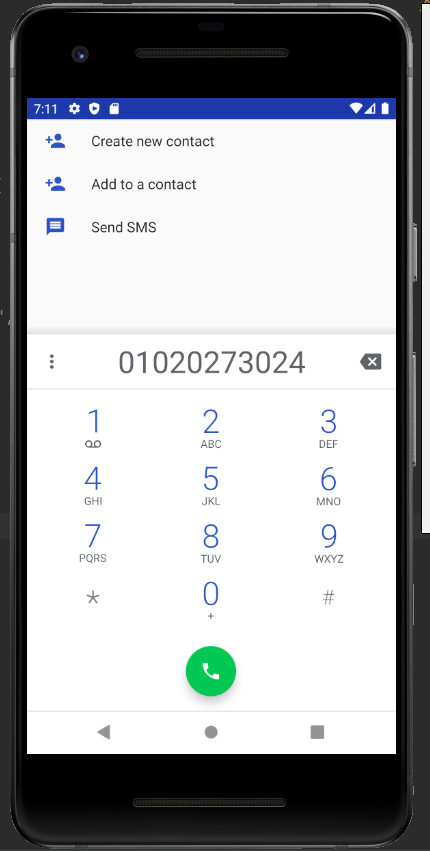 7:11
Create new contact
Add to a contact
Send SMS
01020273024
1 2 3
ABC DEF
4 5 6
GHI JKL MNO
7 8 9
PQRS TUV WXYZ
* 0 #
+